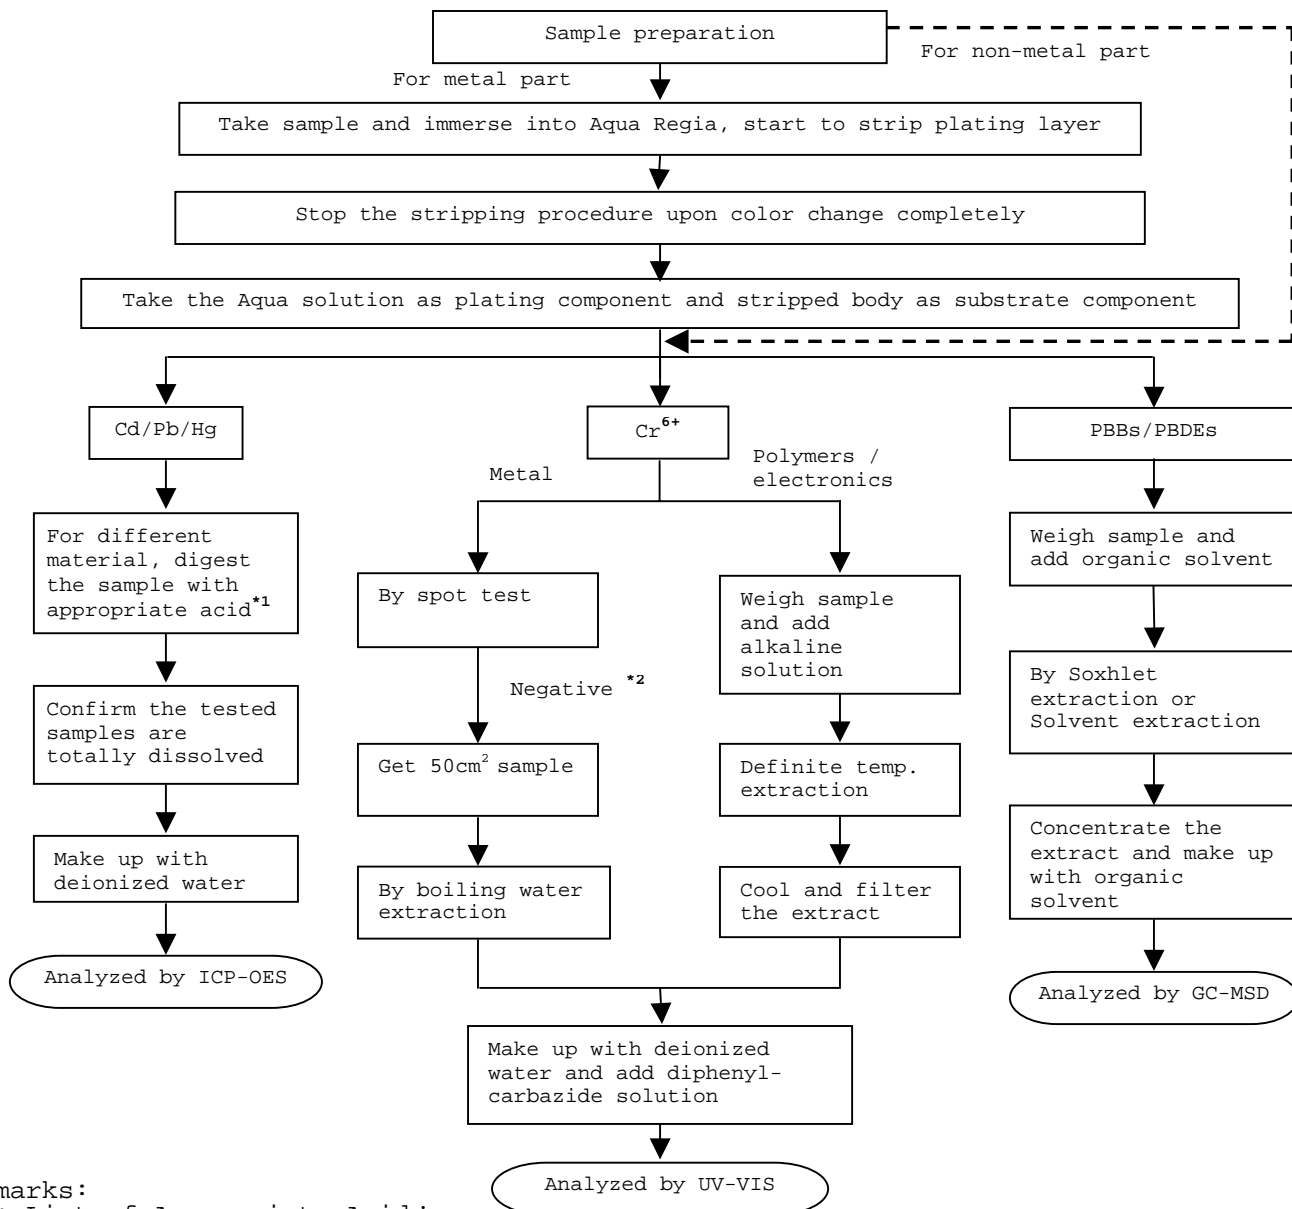 Sample preparation
For non-metal part
For metal part
Take sample and immerse into Aqua Regia, start to strip plating layer
Stop the stripping procedure upon color change completely
Take the Aqua solution as plating component and stripped body as substrate component
Cd/Pb/Hg
Cr6+
PBBs/PBDEs
Metal
Polymers /
electronics
For different
material, digest
the sample with
appropriate acid*1
Confirm the tested
samples are
totally dissolved
Make up with
deionized water
Analyzed by ICP-OES
By spot test
Negative *2
Get 50cm2 sample
By boiling water
extraction
Weigh sample
and add
alkaline
solution
Definite temp.
extraction
Cool and filter
the extract
Make up with deionized
water and add diphenyl-
carbazide solution
Analyzed by UV-VIS
Weigh sample and
add organic solvent
By Soxhlet
extraction or
Solvent extraction
Concentrate the
extract and make up
with organic
solvent
Analyzed by GC-MSD
marks: